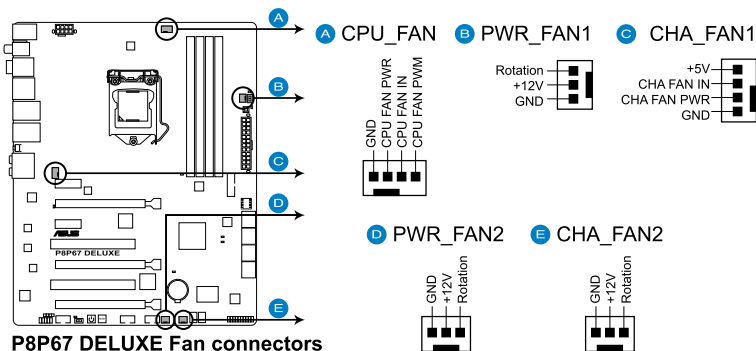 A
B
C
D
E
ASUS
P8P67 DELUXE
P8P67 DELUXE Fan connectors
A CPU_FAN
GND
CPU FAN PWR
CPU FAN IN
CPU FAN PWM
B PWR_FAN1
Rotation
+12V
GND
C CHA_FAN1
+5V
CHA FAN IN
CHA FAN PWR
GND
D PWR_FAN2
GND
+12V
Rotation
E CHA_FAN2
GND
+12V
Rotation